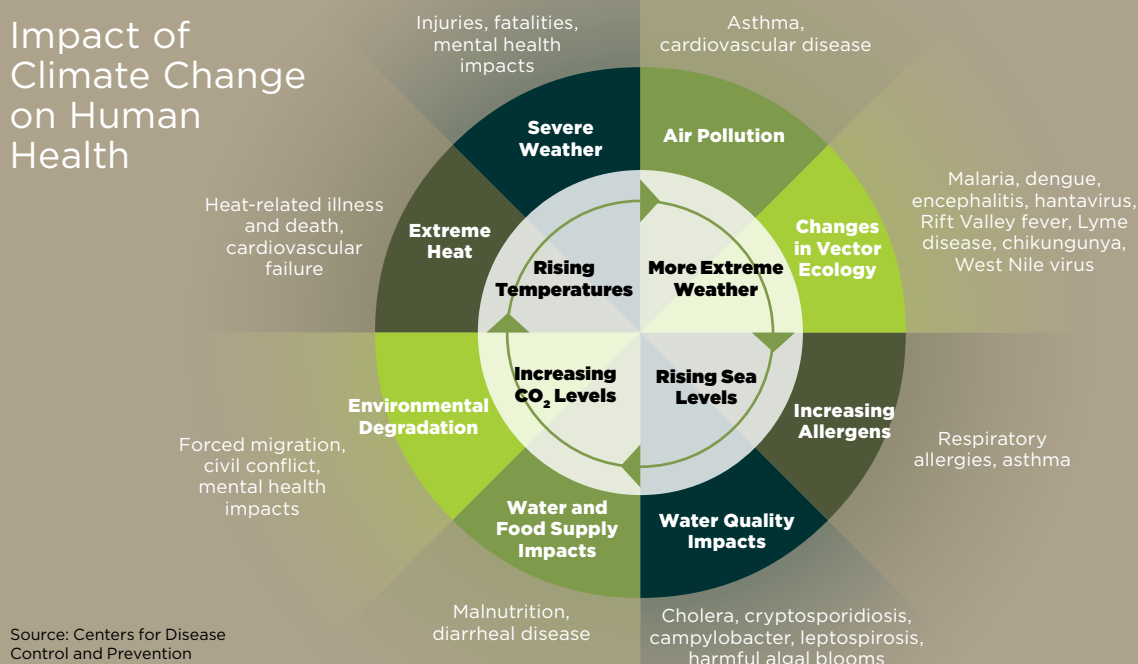 Impact of
Climate Change
on Human
Health
Injuries, fatalities,
mental health
impacts
Asthma,
cardiovascular disease
Severe
Weather
Air Pollution
Heat-related illness
and death,
cardiovascular
failure
Extreme
Heat
Changes
in Vector
Ecology
Malaria, dengue,
encephalitis, hantavirus,
Rift Valley fever, Lyme
disease, chikungunya,
West Nile virus
Rising
Temperatures
More Extreme
Weather
Increasing
CO₂ Levels
Rising Sea
Levels
Environmental
Degradation
Increasing
Allergens
Forced migration,
civil conflict,
mental health
impacts
Respiratory
allergies, asthma
Water and
Food Supply
Impacts
Water Quality
Impacts
Malnutrition,
diarrheal disease
Cholera, cryptosporidiosis,
campylobacter, leptospirosis,
harmful algal blooms
Source: Centers for Disease
Control and Prevention